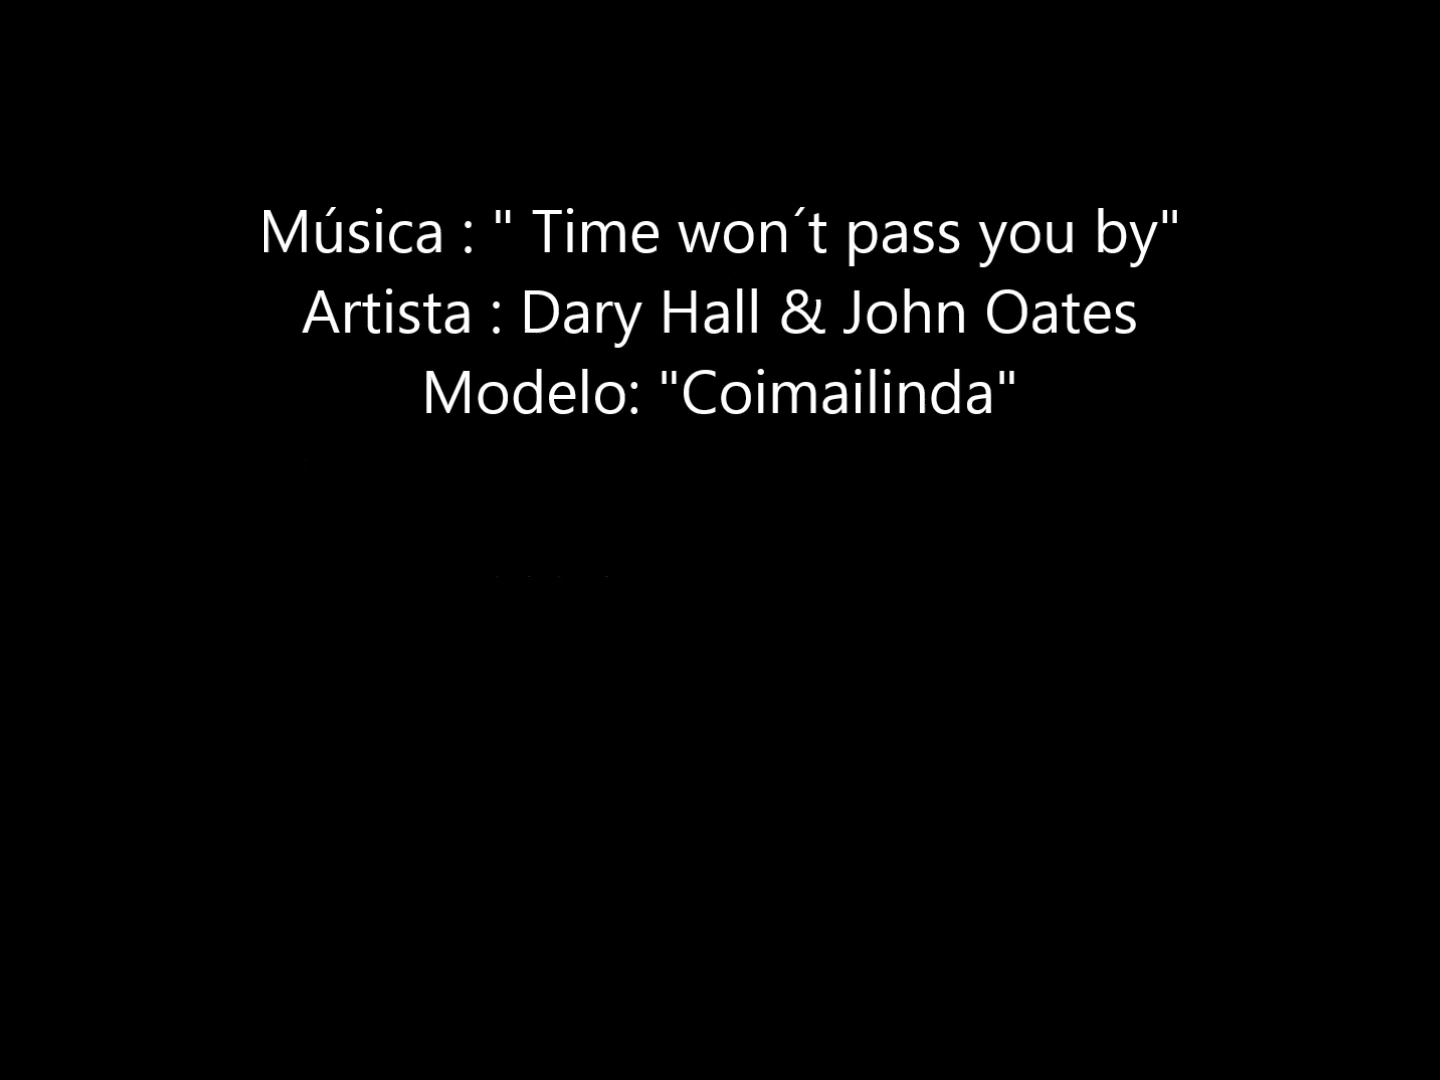 Música : " Time won´t pass you by"
Artista : Dary Hall & John Oates
Modelo: "Coimailinda"